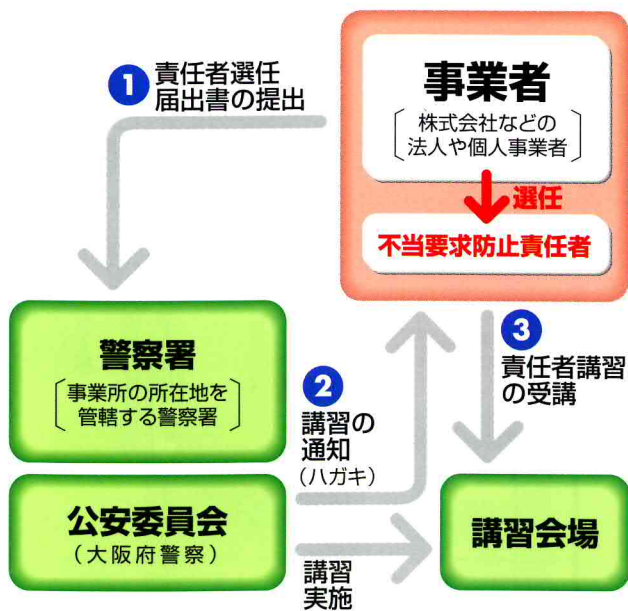 1 責任者選任
届出書の提出
事業者
株式会社などの
法人や個人事業者
選任
不当要求防止責任者
警察署
事業所の所在地を
管轄する警察署
2
講習の
通知
(ハガキ)
3
責任者講習
の受講
公安委員会
(大阪府警察)
講習
実施
講習会場